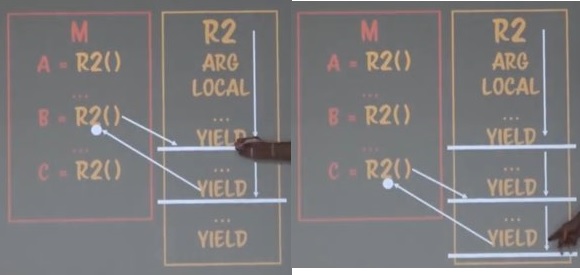 M
A = R2()
...
B = R2()
...
C = R2()
R2
ARG
LOCAL
...
YIELD
...
YIELD
...
YIELD
M
A = R2()
...
B = R2()
...
C = R2()
R2
ARG
LOCAL
...
YIELD
...
YIELD
...
YIELD